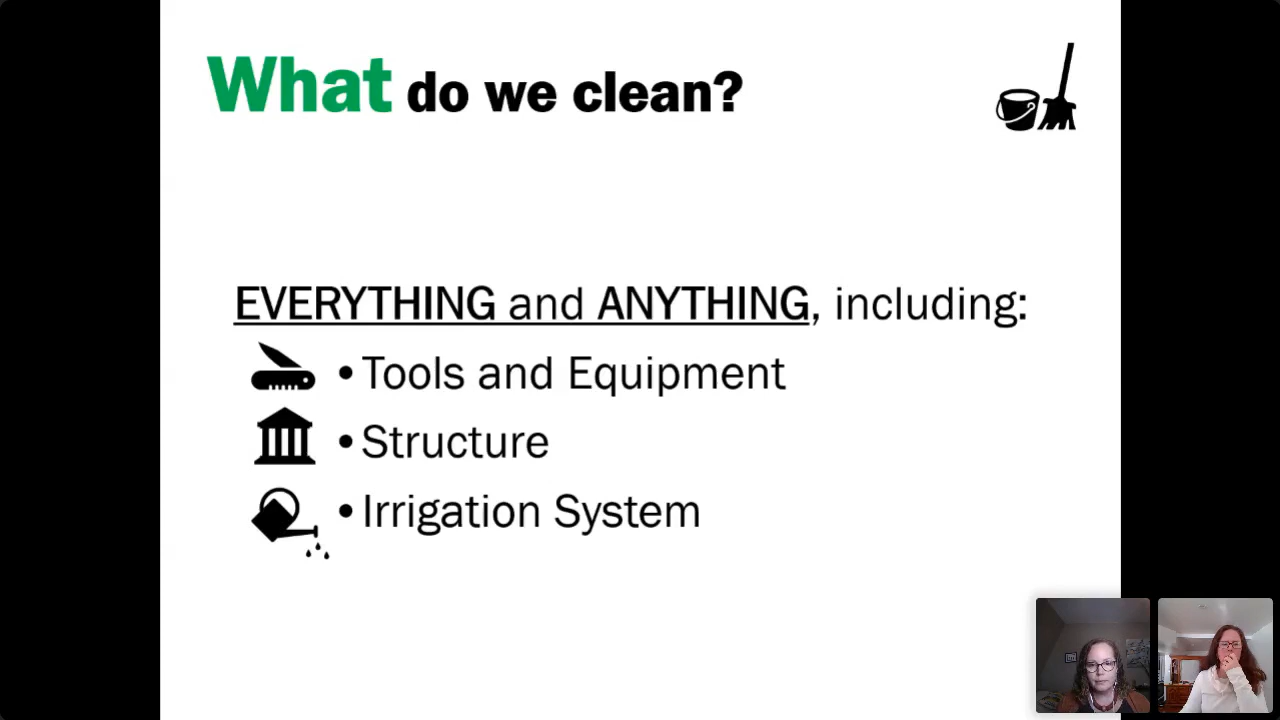 What do we clean?
EVERYTHING and ANYTHING, including:
• Tools and Equipment
• Structure
• Irrigation System